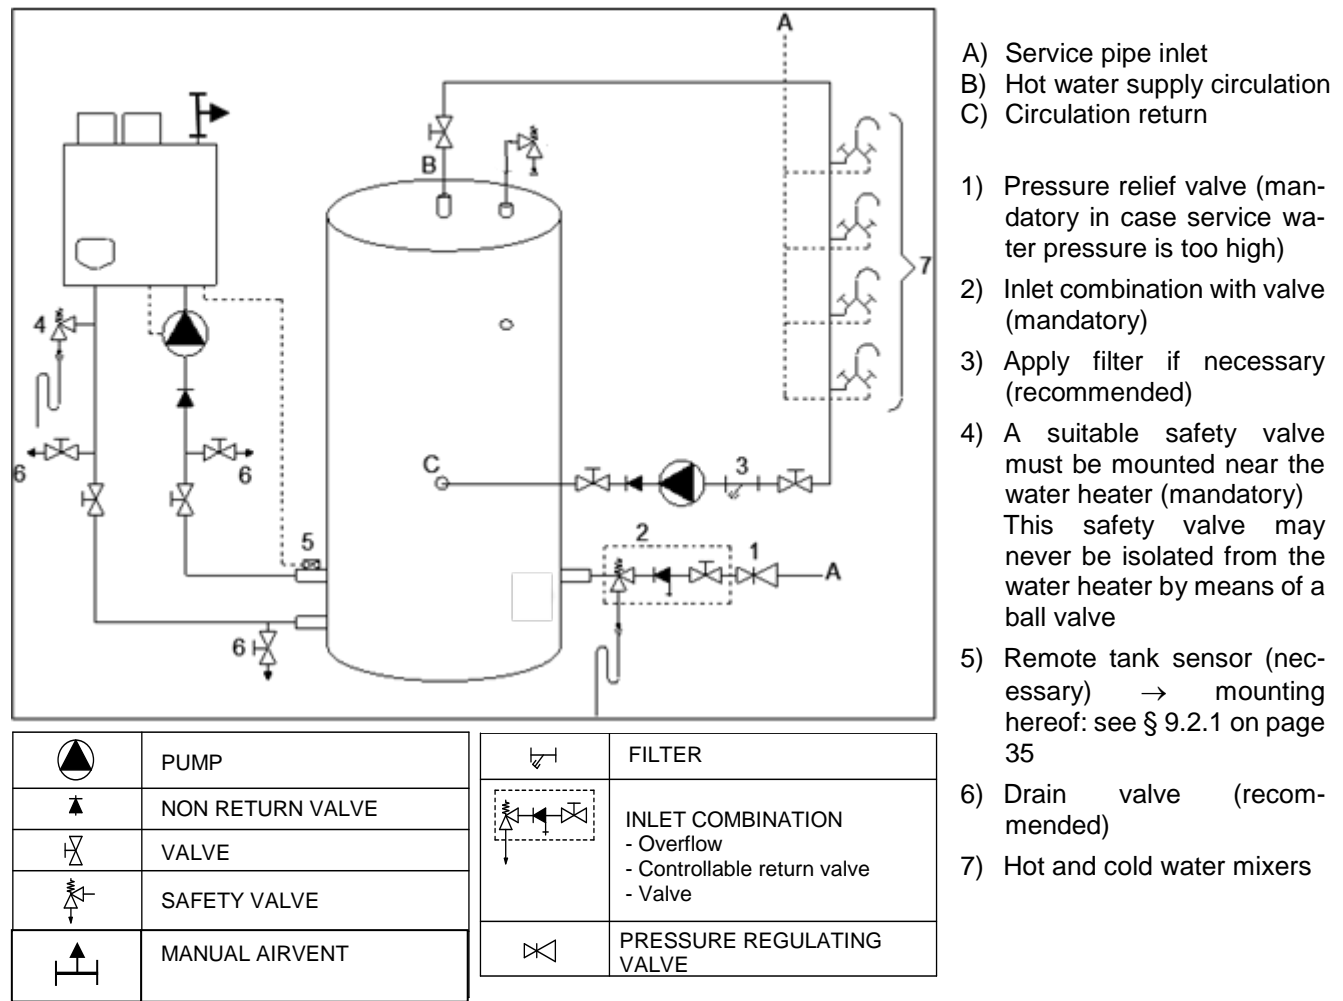 A
B
7
4
6
6
C
3
5
2
1
A
6
A) Service pipe inlet
B) Hot water supply circulation
C) Circulation return
1) Pressure relief valve (man-
datory in case service wa-
ter pressure is too high)
2) Inlet combination with valve
(mandatory)
3) Apply filter if necessary
(recommended)
4) A suitable safety valve
must be mounted near the
water heater (mandatory)
This safety valve may
never be isolated from the
water heater by means of a
ball valve
5) Remote tank sensor (nec-
essary) → mounting
hereof: see § 9.2.1 on page
35
6) Drain valve (recom-
mended)
7) Hot and cold water mixers
PUMP
NON RETURN VALVE
VALVE
SAFETY VALVE
MANUAL AIRVENT
FILTER
INLET COMBINATION
- Overflow
- Controllable return valve
- Valve
PRESSURE REGULATING
VALVE